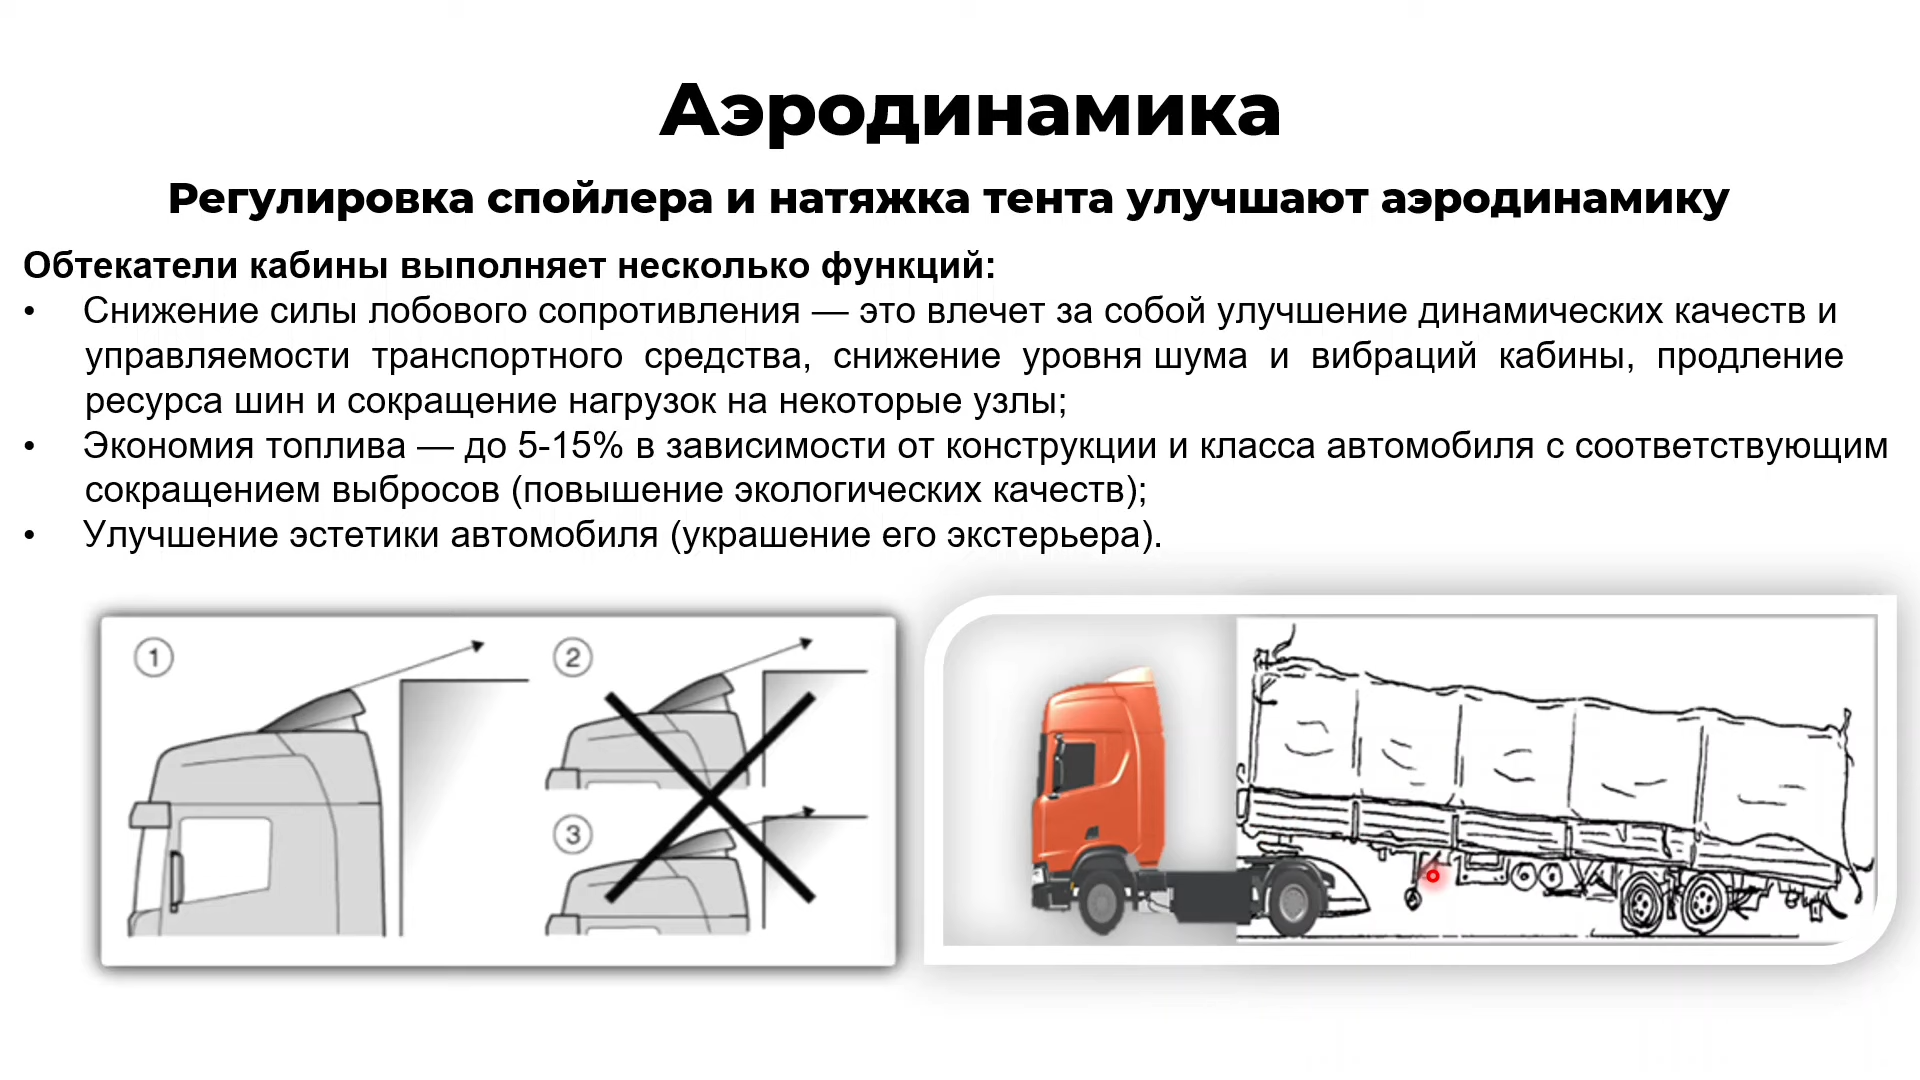 Аэродинамика
Регулировка спойлера и натяжка тента улучшают аэродинамику
Обтекатели кабины выполняет несколько функций:
• Снижение силы лобового сопротивления — это влечет за собой улучшение динамических качеств и
управляемости транспортного средства, снижение уровня шума и вибраций кабины, продление
ресурса шин и сокращение нагрузок на некоторые узлы;
• Экономия топлива — до 5-15% в зависимости от конструкции и класса автомобиля с соответствующим
сокращением выбросов (повышение экологических качеств);
• Улучшение эстетики автомобиля (украшение его экстерьера).
1
2
3